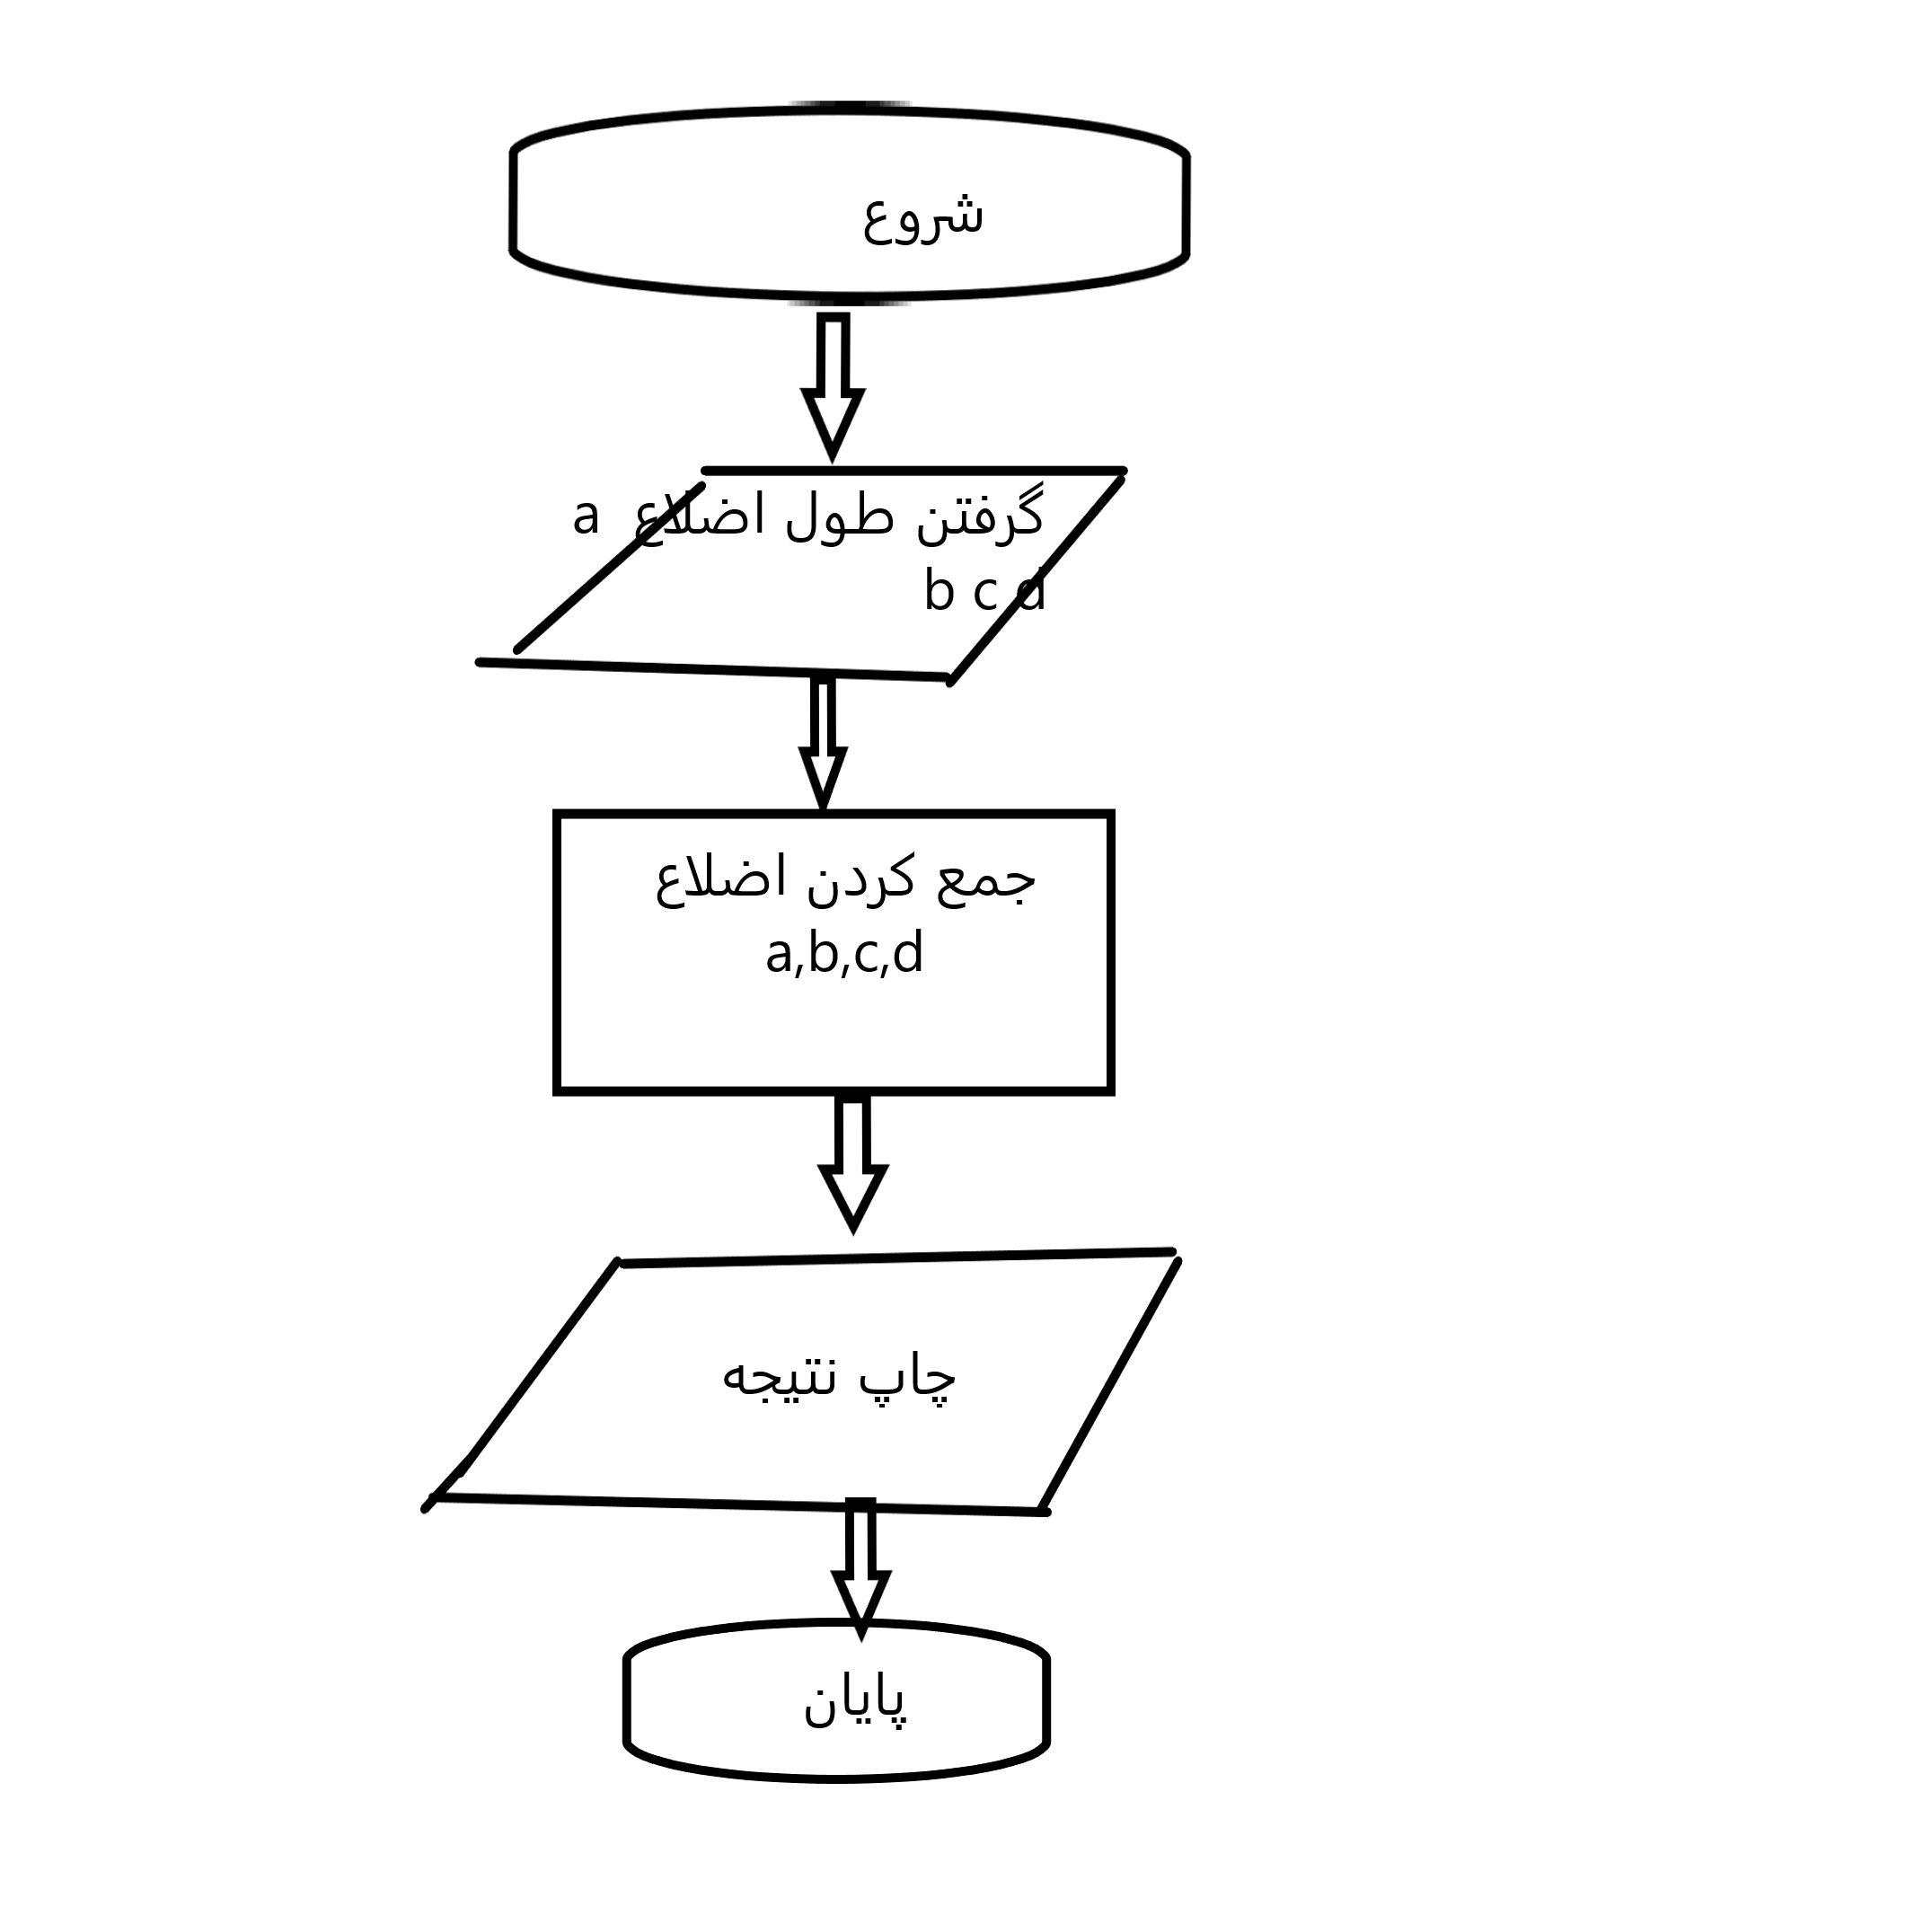 شروع
گرفتن طول اضلاع a
b c d
جمع کردن اضلاع
a,b,c,d
چاپ نتیجه
پایان